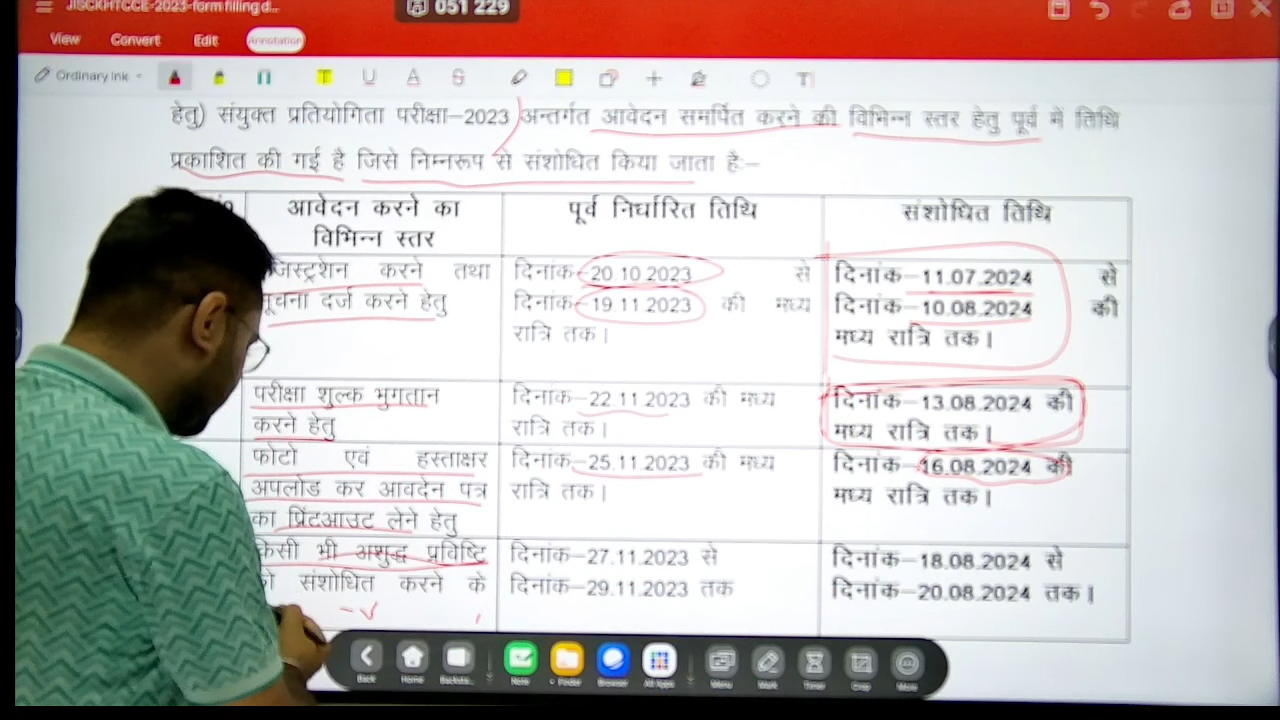 JISCKHTCCE-2023-form filling d...
051 229
View Convert Edit Annotation
Ordinary Ink
हेतु) संयुक्त प्रतियोगिता परीक्षा–2023 अन्तर्गत आवेदन समर्पित करने की विभिन्न स्तर हेतु पूर्व में तिथि
प्रकाशित की गई है जिसे निम्नरूप से संशोधित किया जाता है:–
आवेदन करने का
विभिन्न स्तर
पूर्व निर्धारित तिथि
संशोधित तिथि
जिस्ट्रेशन करने तथा
सूचना दर्ज करने हेतु
दिनांक–20.10.2023 से
दिनांक–19.11.2023 की मध्य
रात्रि तक।
दिनांक–11.07.2024 से
दिनांक–10.08.2024 की
मध्य रात्रि तक।
परीक्षा शुल्क भुगतान
करने हेतु
दिनांक–22.11.2023 की मध्य
रात्रि तक।
दिनांक–13.08.2024 की
मध्य रात्रि तक।
फोटो एवं हस्ताक्षर
अपलोड कर आवदेन पत्र
का प्रिंटआउट लेने हेतु
दिनांक–25.11.2023 की मध्य
रात्रि तक।
दिनांक–16.08.2024 की
मध्य रात्रि तक।
किसी भी अशुद्ध प्रविष्टि
को संशोधित करने के
दिनांक–27.11.2023 से
दिनांक–29.11.2023 तक
दिनांक–18.08.2024 से
दिनांक–20.08.2024 तक।
Back Home Backsta... Note Folder Browser All Apps Menu Mark Timer Crop More